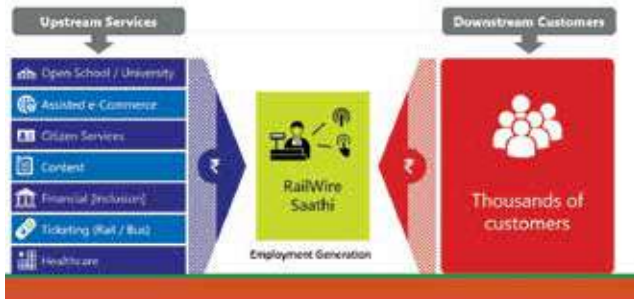 Upstream Services
Downstream Customers
Open School / University
Assisted e-Commerce
Citizen Services
Content
Financial (Inclusion)
Ticketing (Rail / Bus)
Healthcare
₹
RailWire
Saathi
Employment Generation
₹
Thousands of
customers